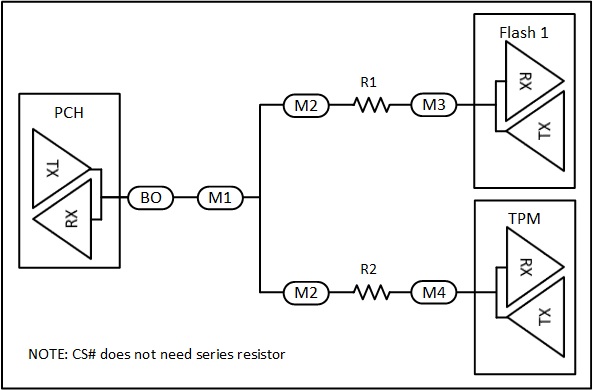 PCH
TX
RX
BO
M1
M2
R1
M3
Flash 1
RX
TX
M2
R2
M4
TPM
RX
TX
NOTE: CS# does not need series resistor